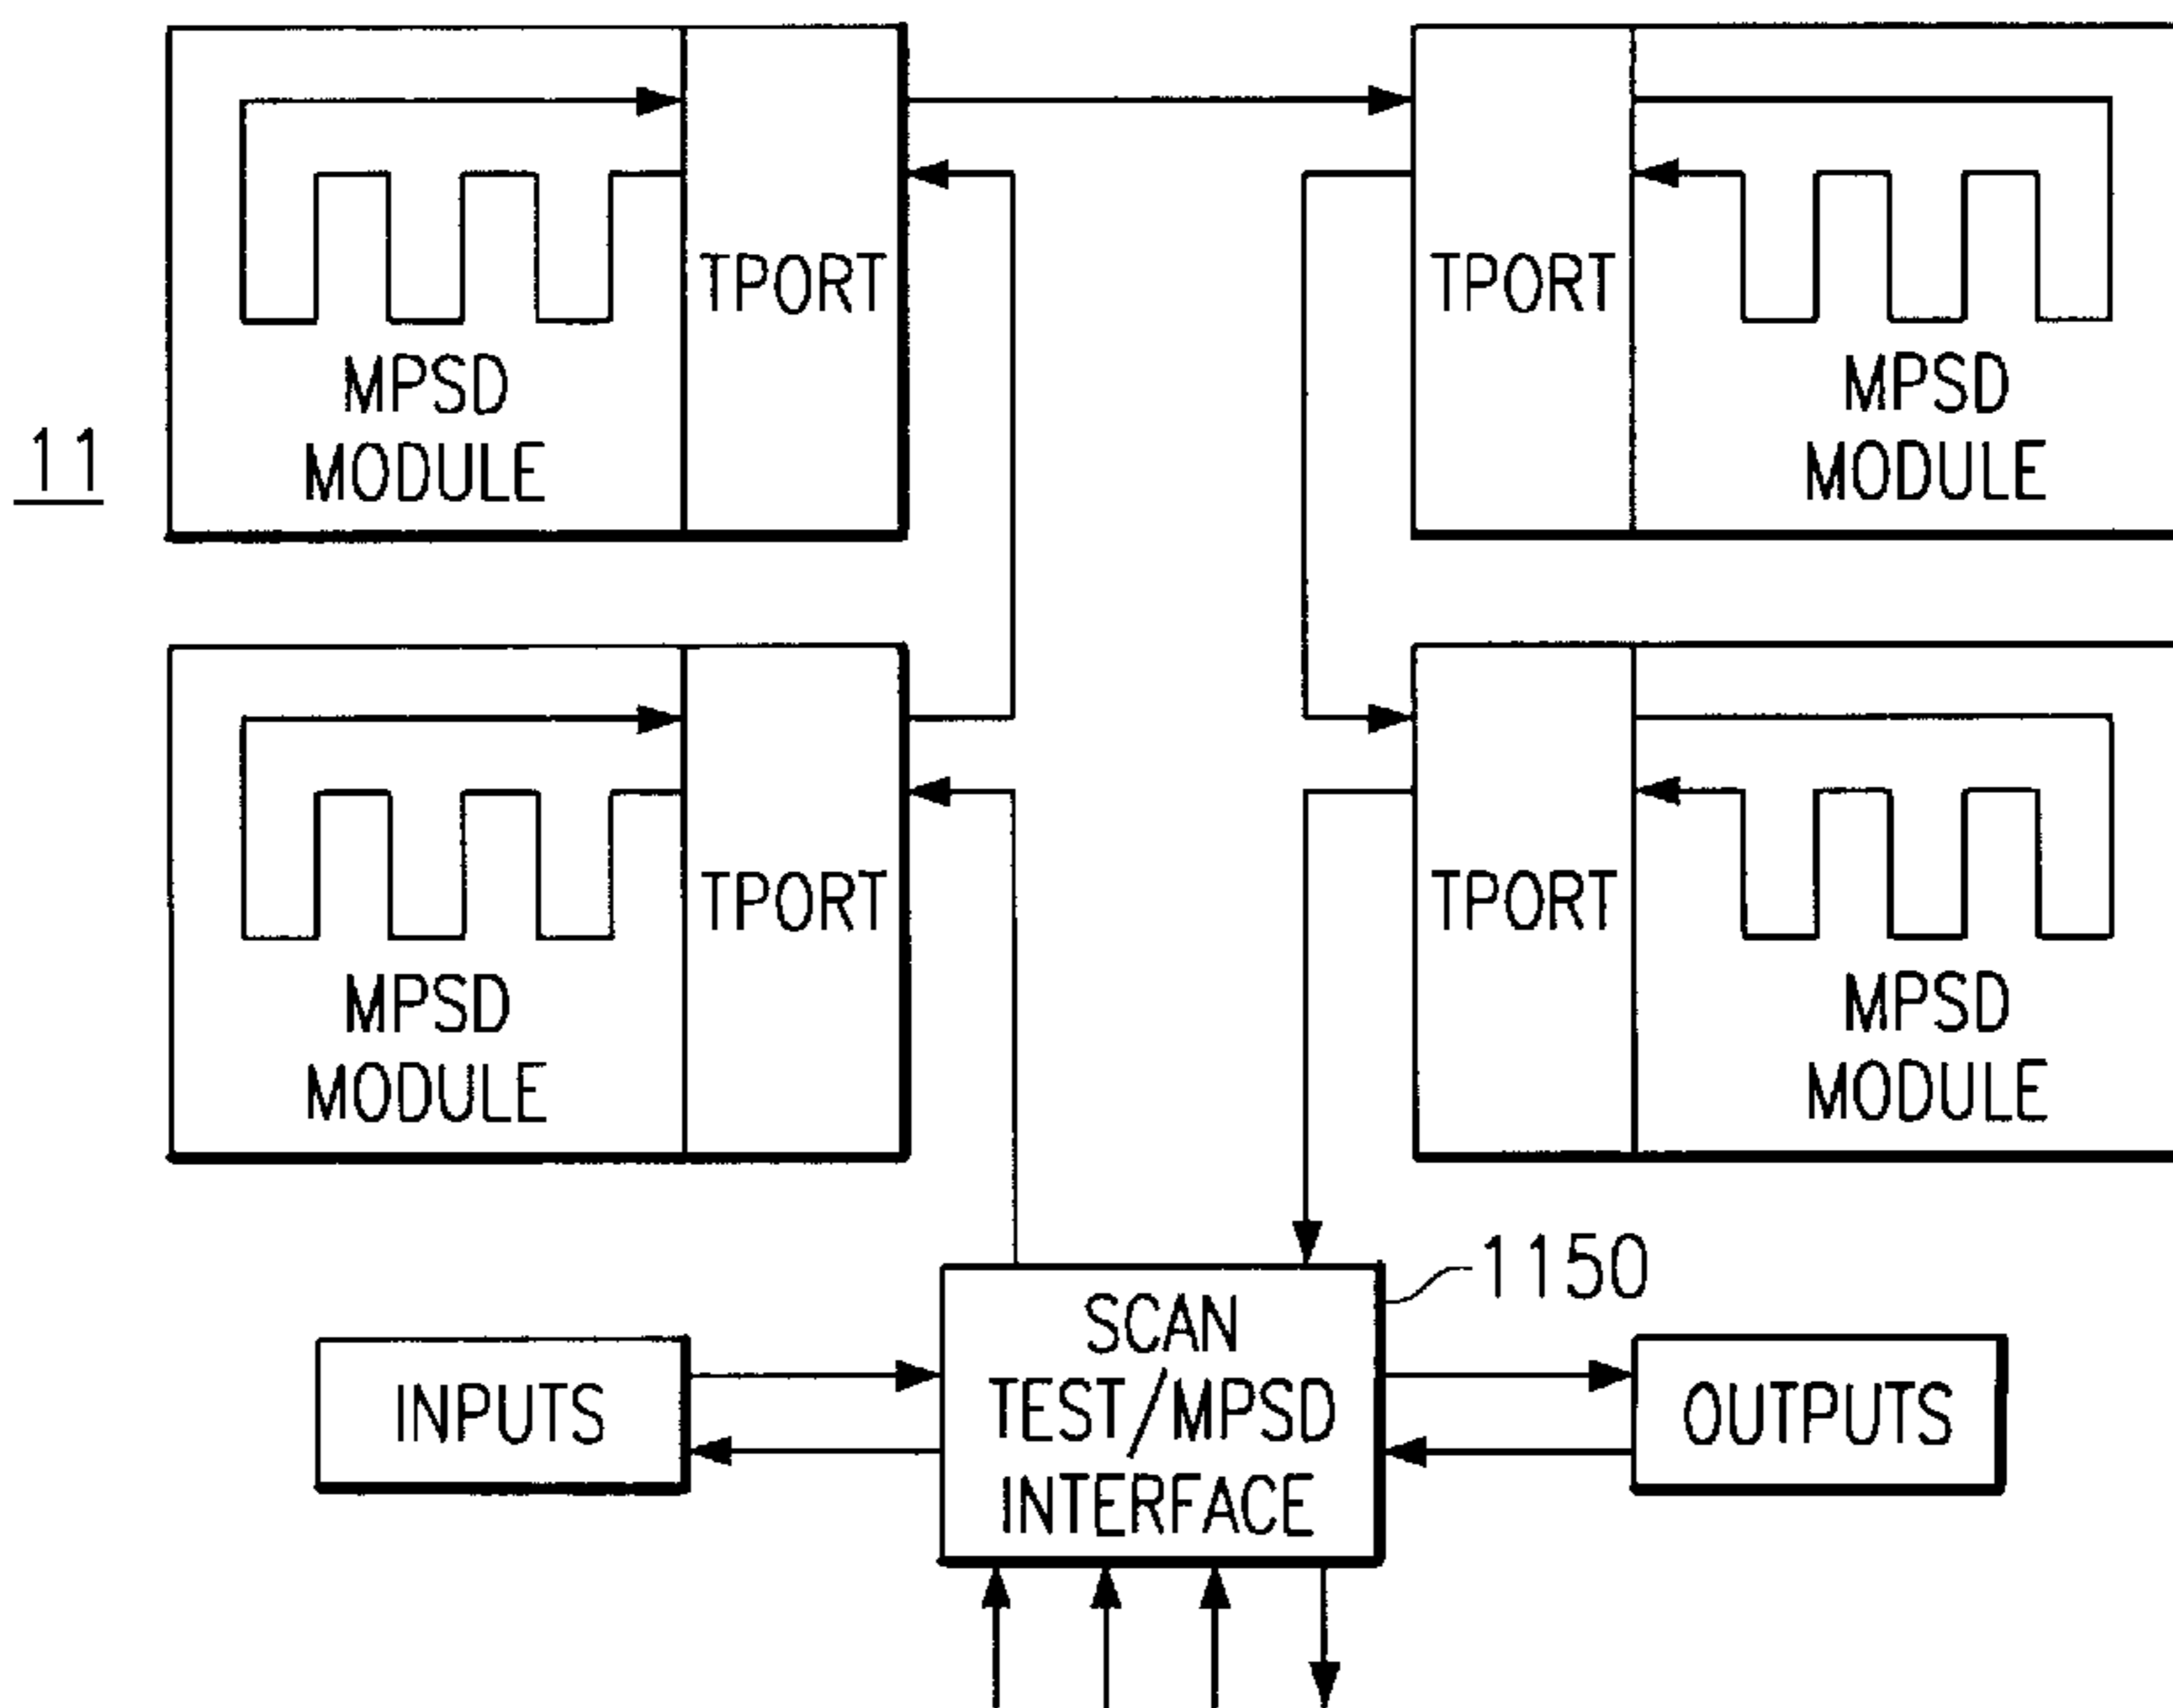 TPORT
MPSD
MODULE
TPORT
MPSD
MODULE
11
TPORT
MPSD
MODULE
TPORT
MPSD
MODULE
1150
SCAN
TEST/MPSD
INTERFACE
INPUTS
OUTPUTS